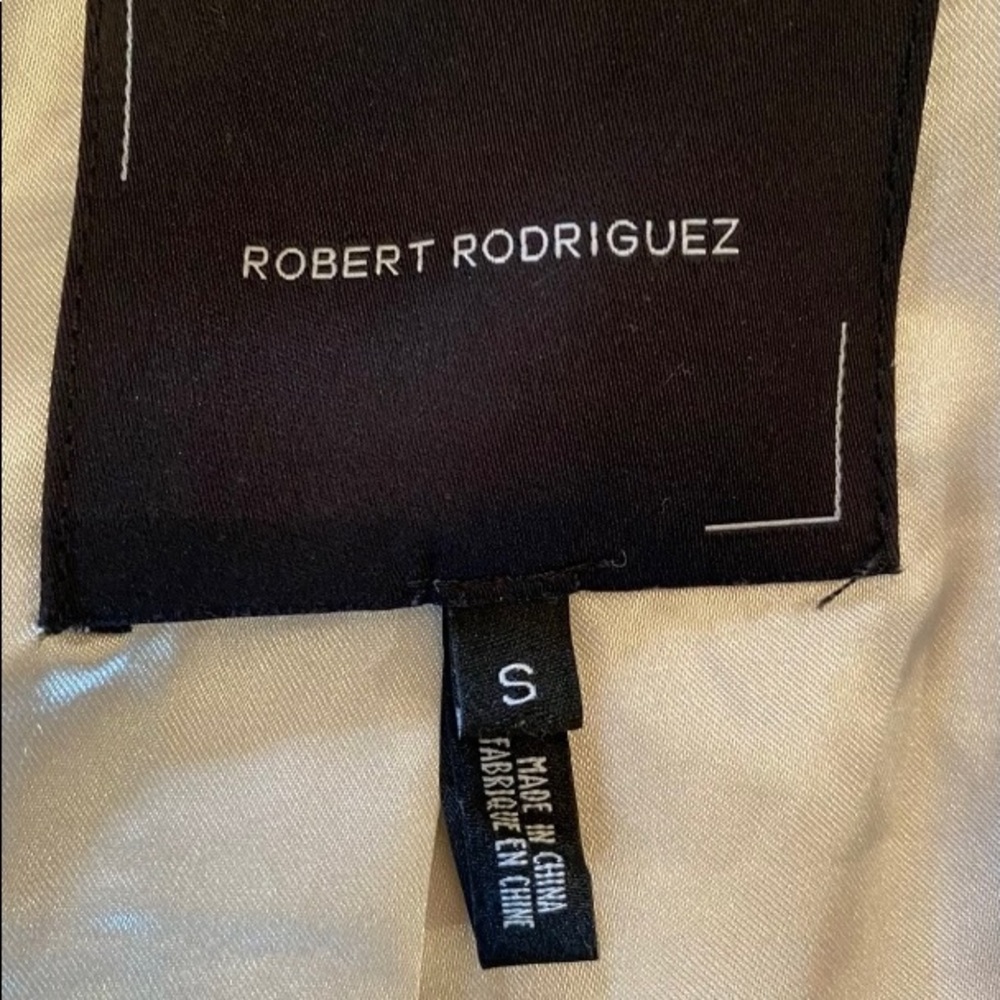 ROBERT RODRIGUEZ
S
MADE IN CHINA
FABRIQUE EN CHINE